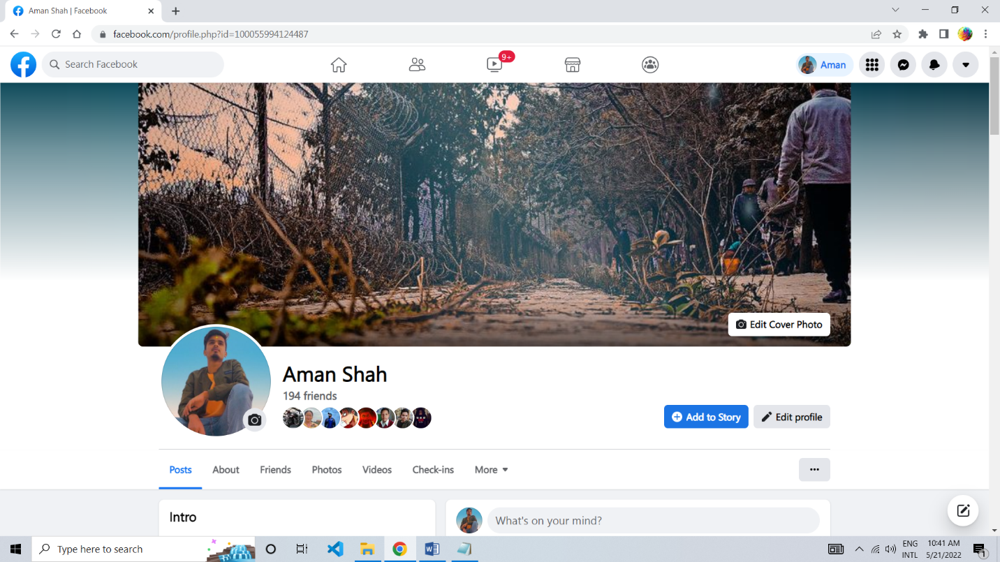 Aman Shah | Facebook
facebook.com/profile.php?id=100055994124487
Search Facebook
9+
Aman
Edit Cover Photo
Aman Shah
194 friends
Add to Story
Edit profile
Posts About Friends Photos Videos Check-ins More
Intro
What's on your mind?
Type here to search
ENG
INTL
10:41 AM
5/21/2022
1